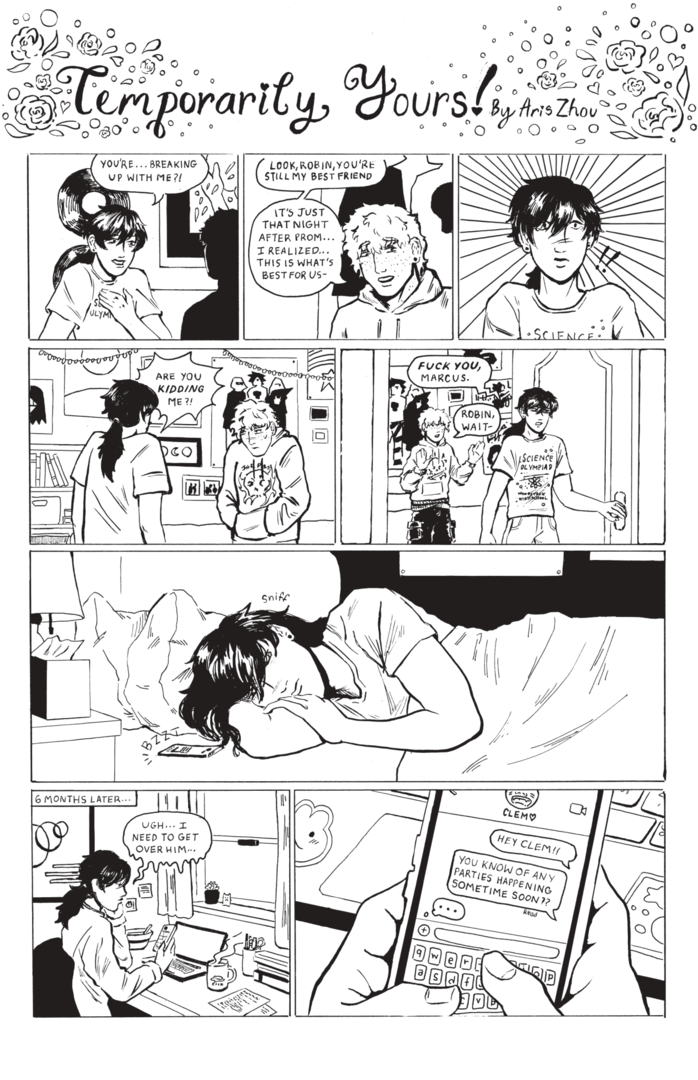 Temporarily Yours!
By Aris Zhou
YOU'RE... BREAKING
UP WITH ME?!
LOOK, ROBIN, YOU'RE
STILL MY BEST FRIEND
IT'S JUST
THAT NIGHT
AFTER PROM...
I REALIZED...
THIS IS WHAT'S
BEST FOR US-
SCIENCE
ARE YOU
KIDDING
ME?!
FUCK YOU,
MARCUS.
ROBIN,
WAIT-
SCIENCE
OLYMPIAD
sniff
BZZT
6 MONTHS LATER...
UGH... I
NEED TO GET
OVER HIM...
CLEM♡
HEY CLEM!!
YOU KNOW OF ANY
PARTIES HAPPENING
SOMETIME SOON??
Read
...